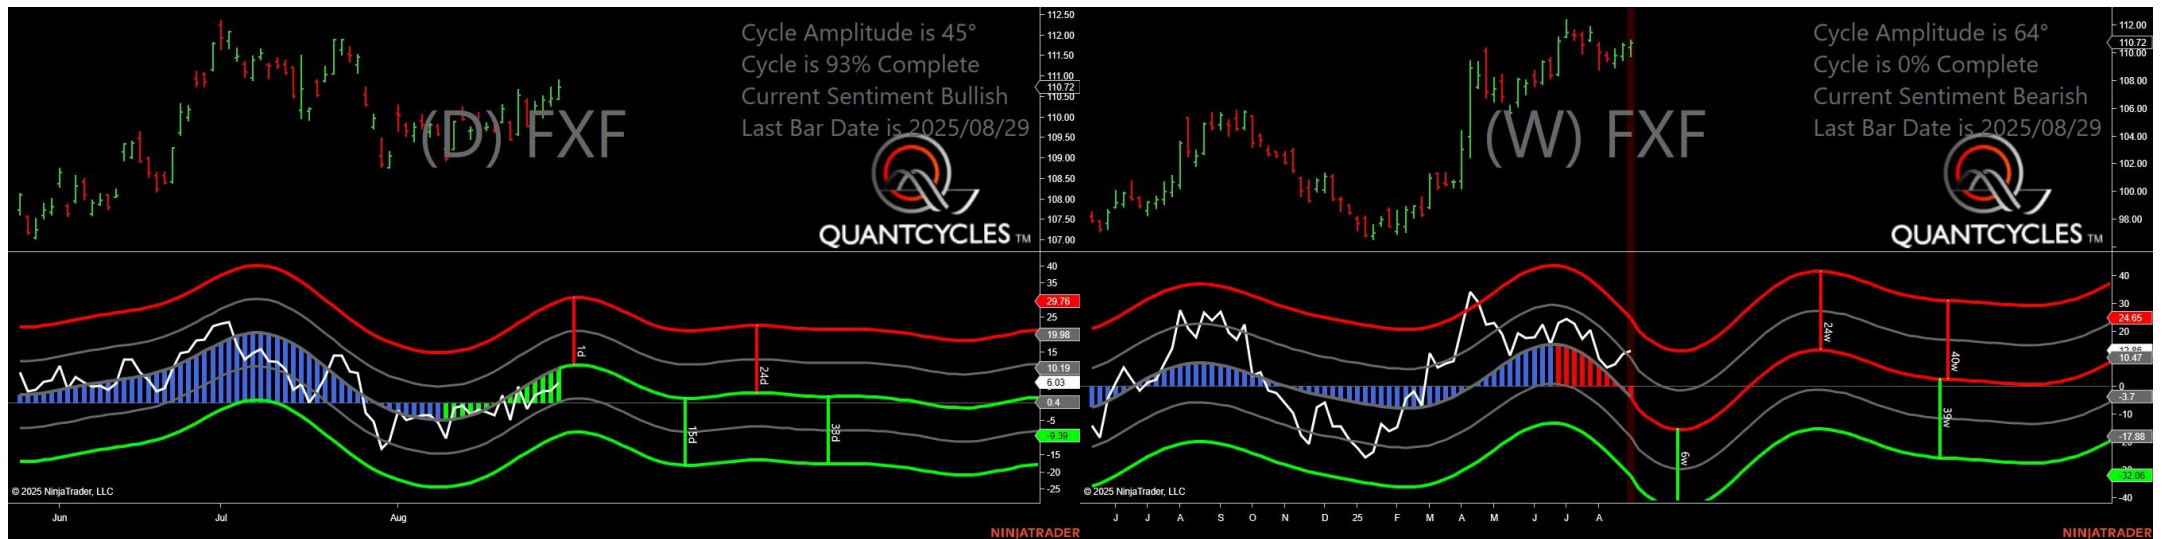 Cycle Amplitude is 45°
Cycle is 93% Complete
Current Sentiment Bullish
Last Bar Date is 2025/08/29
(D) FXF
QUANTCYCLES TM
112.50
112.00
111.50
111.00
110.72
110.50
110.00
109.50
109.00
108.50
108.00
107.50
107.00
40
35
29.76
25
19.98
15
10.19
6.03
0.4
-5
-9.39
-15
-20
-25
1d
15d
24d
33d
© 2025 NinjaTrader, LLC
Jun Jul Aug
NINJATRADER
Cycle Amplitude is 64°
Cycle is 0% Complete
Current Sentiment Bearish
Last Bar Date is 2025/08/29
(W) FXF
QUANTCYCLES TM
112.00
110.72
110.00
108.00
106.00
104.00
102.00
100.00
98.00
40
30
24.65
20
10.47
0
-3.7
-10
-17.88
-32.06
-40
6w
24w
39w
40w
© 2025 NinjaTrader, LLC
J J A S O N D 25 F M A M J J A
NINJATRADER